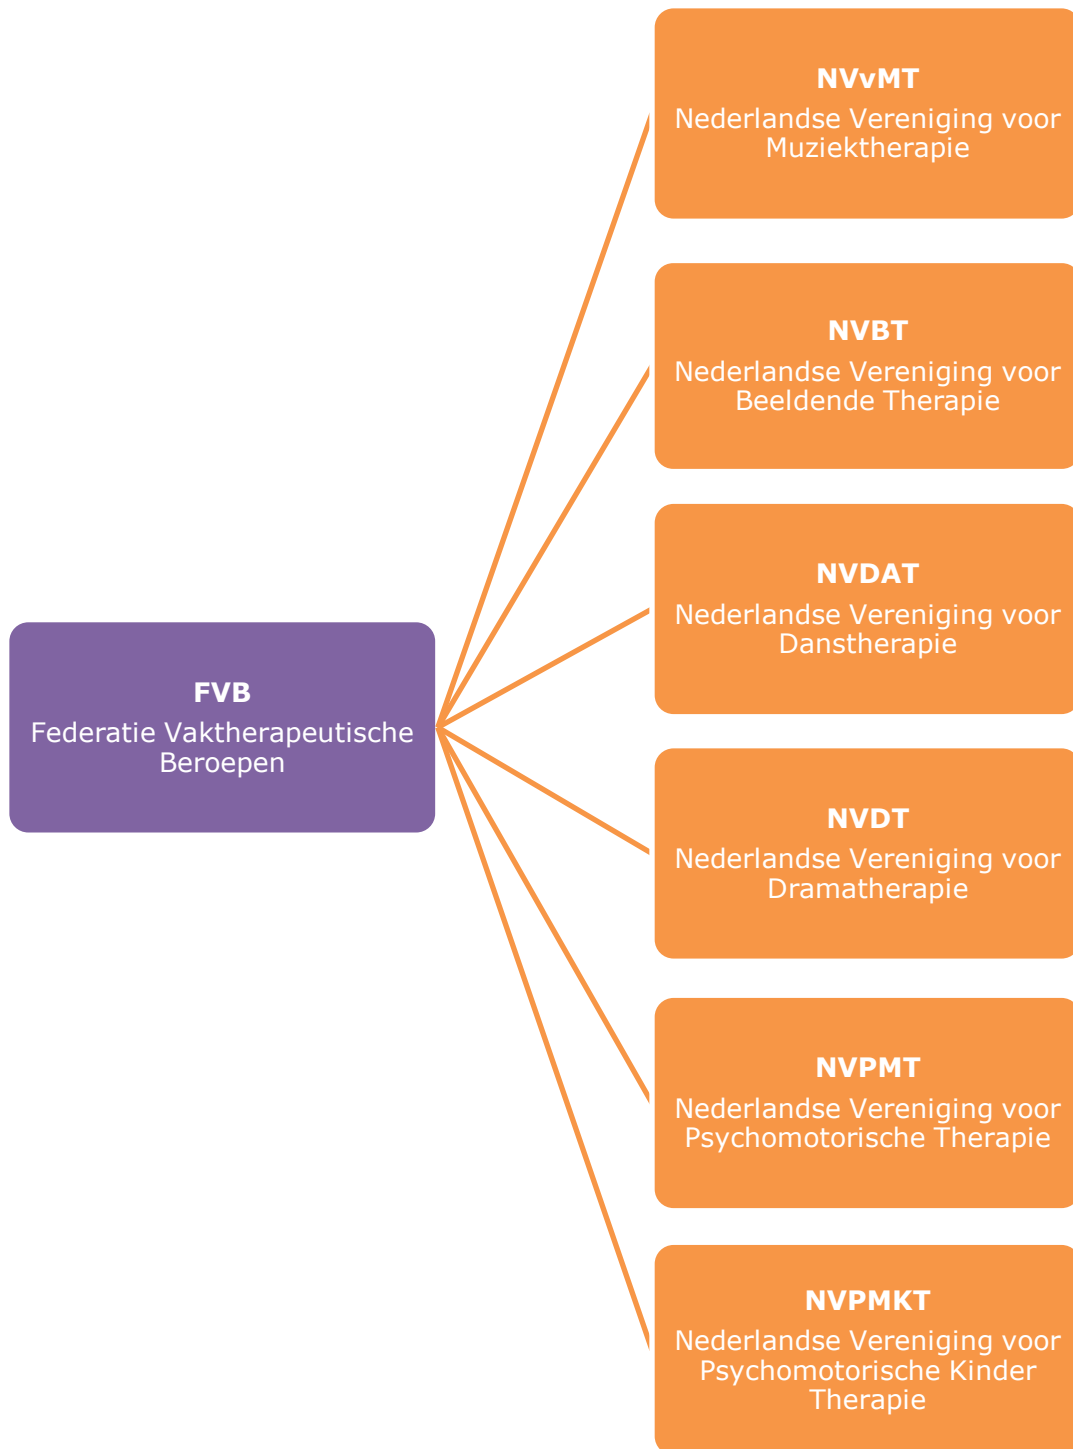 NVvMT
Nederlandse Vereniging voor
Muziektherapie
NVBT
Nederlandse Vereniging voor
Beeldende Therapie
NVDAT
Nederlandse Vereniging voor
Danstherapie
FVB
Federatie Vaktherapeutische
Beroepen
NVDT
Nederlandse Vereniging voor
Dramatherapie
NVPMT
Nederlandse Vereniging voor
Psychomotorische Therapie
NVPMKT
Nederlandse Vereniging voor
Psychomotorische Kinder
Therapie